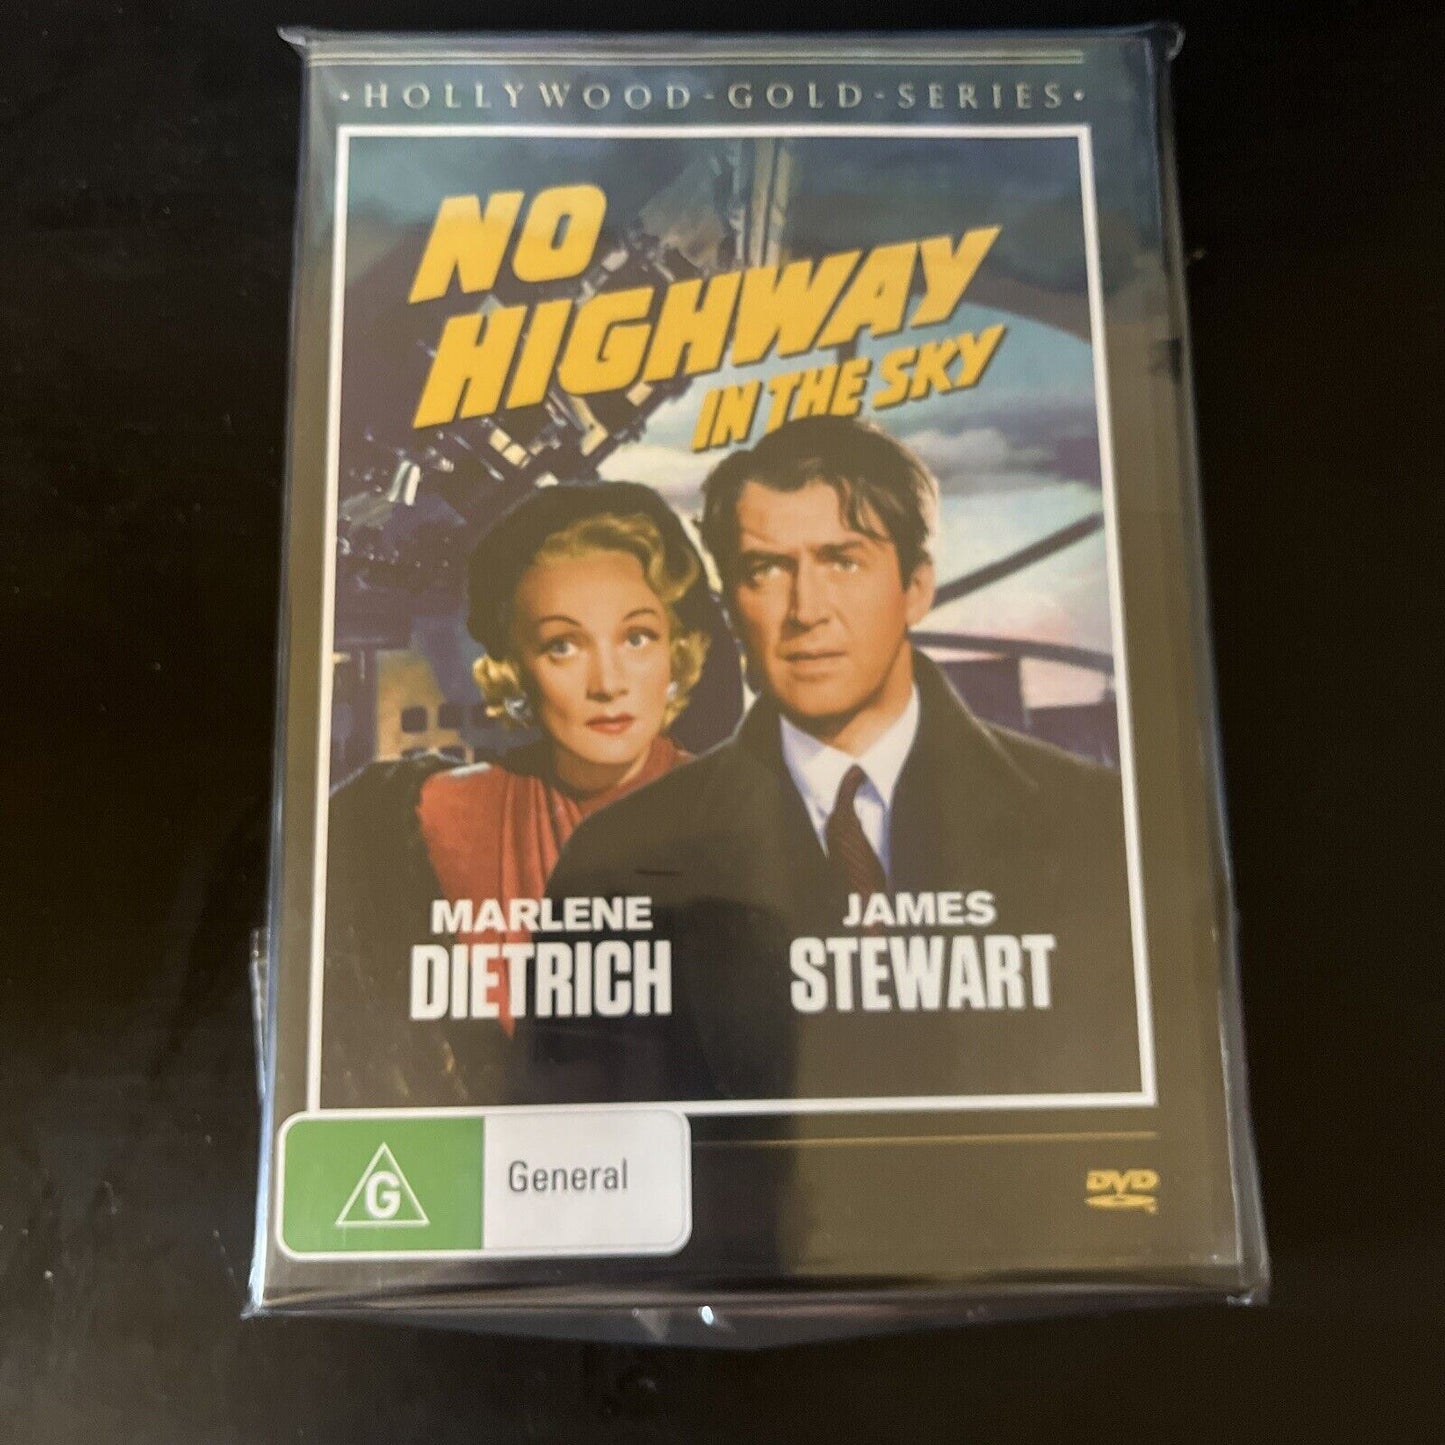 ·HOLLYWOOD-GOLD-SERIES·
NO
HIGHWAY
IN THE SKY
MARLENE
DIETRICH
JAMES
STEWART
G
General
DVD